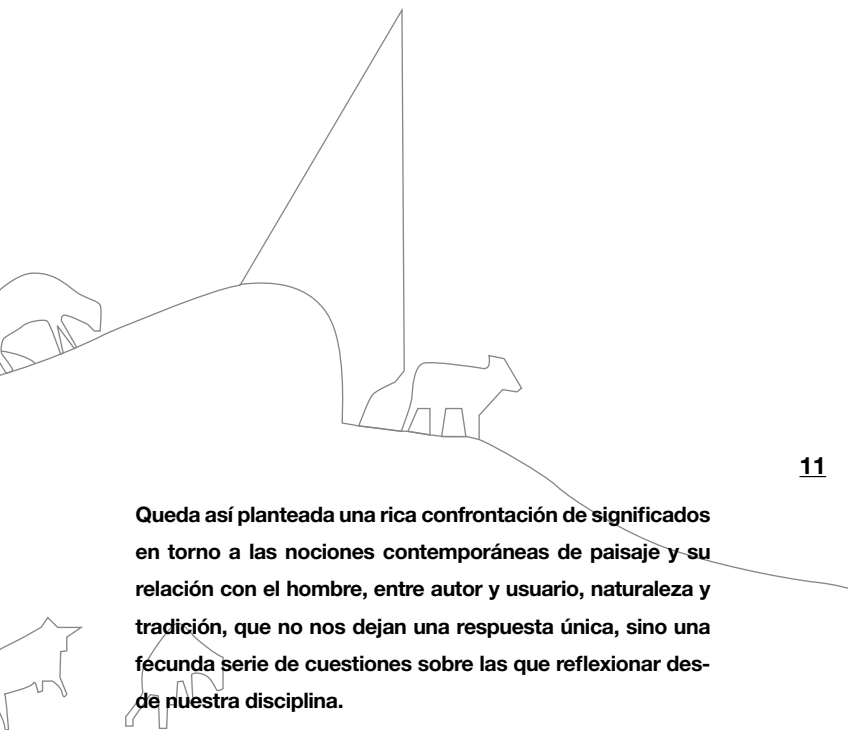 11
Queda así planteada una rica confrontación de significados
en torno a las nociones contemporáneas de paisaje y su
relación con el hombre, entre autor y usuario, naturaleza y
tradición, que no nos dejan una respuesta única, sino una
fecunda serie de cuestiones sobre las que reflexionar des-
de nuestra disciplina.